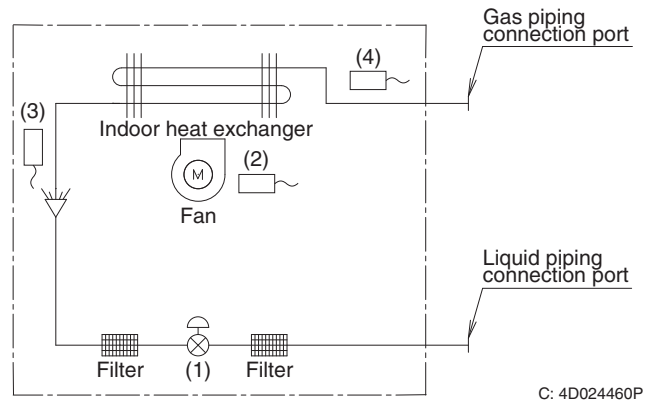 Gas piping
connection port
(4)
(3)
Indoor heat exchanger
(2)
M
Fan
Liquid piping
connection port
Filter
(1)
Filter
C: 4D024460P